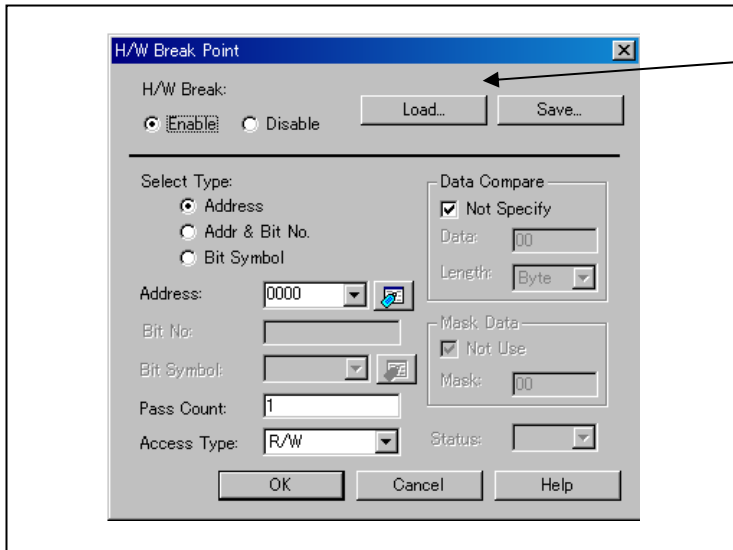 H/W Break Point
H/W Break:
Enable Disable
Load... Save...
Select Type:
Address
Addr & Bit No.
Bit Symbol
Address: 0000
Bit No:
Bit Symbol:
Pass Count: 1
Access Type: R/W
Data Compare
Not Specify
Data: 00
Length: Byte
Mask Data
Not Use
Mask: 00
Status:
OK Cancel Help